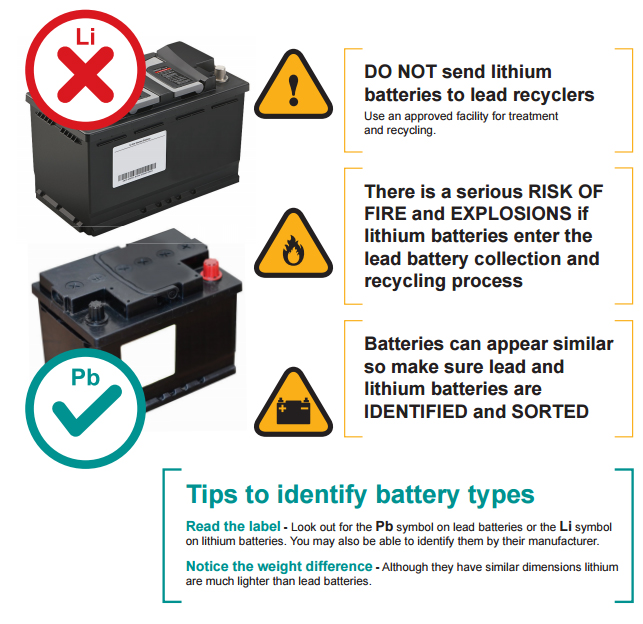 Li
DO NOT send lithium
batteries to lead recyclers
Use an approved facility for treatment
and recycling.
There is a serious RISK OF
FIRE and EXPLOSIONS if
lithium batteries enter the
lead battery collection and
recycling process
Pb
Batteries can appear similar
so make sure lead and
lithium batteries are
IDENTIFIED and SORTED
Tips to identify battery types
Read the label - Look out for the Pb symbol on lead batteries or the Li symbol
on lithium batteries. You may also be able to identify them by their manufacturer.
Notice the weight difference - Although they have similar dimensions lithium
are much lighter than lead batteries.